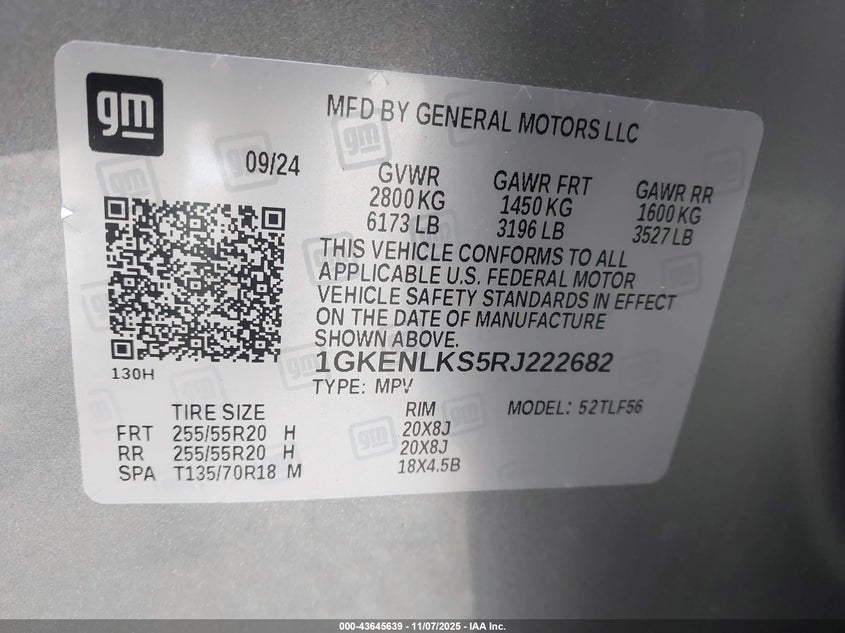 gm
MFD BY GENERAL MOTORS LLC
09/24
GVWR GAWR FRT GAWR RR
2800 KG 1450 KG 1600 KG
6173 LB 3196 LB 3527 LB
THIS VEHICLE CONFORMS TO ALL
APPLICABLE U.S. FEDERAL MOTOR
VEHICLE SAFETY STANDARDS IN EFFECT
ON THE DATE OF MANUFACTURE
SHOWN ABOVE.
1GKENLKS5RJ222682
130H
TYPE: MPV
TIRE SIZE RIM MODEL: 52TLF56
FRT 255/55R20 H 20X8J
RR 255/55R20 H 20X8J
SPA T135/70R18 M 18X4.5B
000-43645639 - 11/07/2025 - IAA Inc.